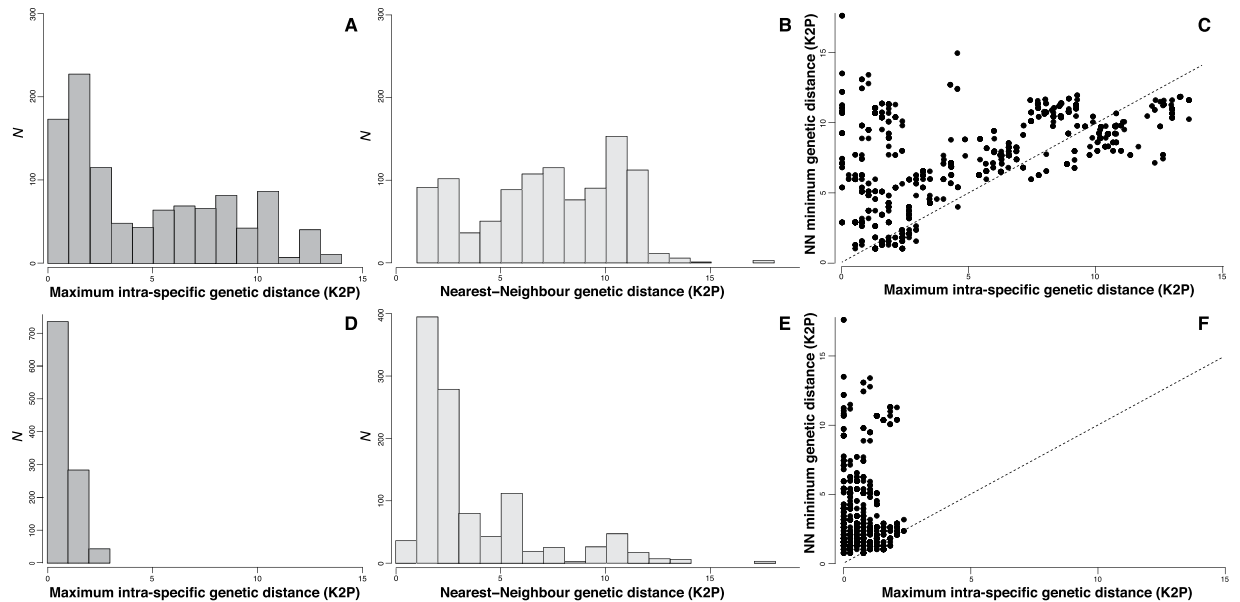 A
300
200
100
0
N
0 5 10 15
Maximum intra-specific genetic distance (K2P)
B
300
200
100
0
N
0 5 10 15
Nearest−Neighbour genetic distance (K2P)
C
15
10
5
0
NN minimum genetic distance (K2P)
0 5 10 15
Maximum intra-specific genetic distance (K2P)
D
700
600
500
400
300
200
100
0
N
0 5 10 15
Maximum intra-specific genetic distance (K2P)
E
400
300
200
100
0
N
0 5 10 15
Nearest−Neighbour genetic distance (K2P)
F
15
10
5
0
NN minimum genetic distance (K2P)
0 5 10 15
Maximum intra-specific genetic distance (K2P)